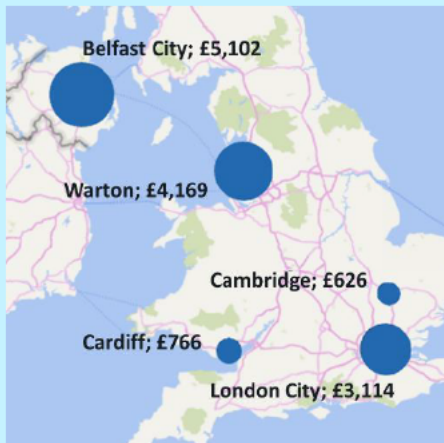 Belfast City; £5,102
Warton; £4,169
Cambridge; £626
Cardiff; £766
London City; £3,114